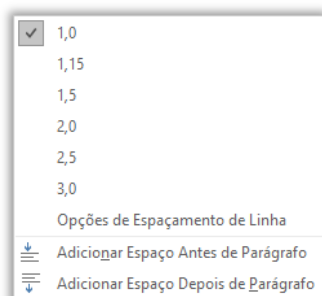 1,0
1,15
1,5
2,0
2,5
3,0
Opções de Espaçamento de Linha
Adicionar Espaço Antes de Parágrafo
Adicionar Espaço Depois de Parágrafo